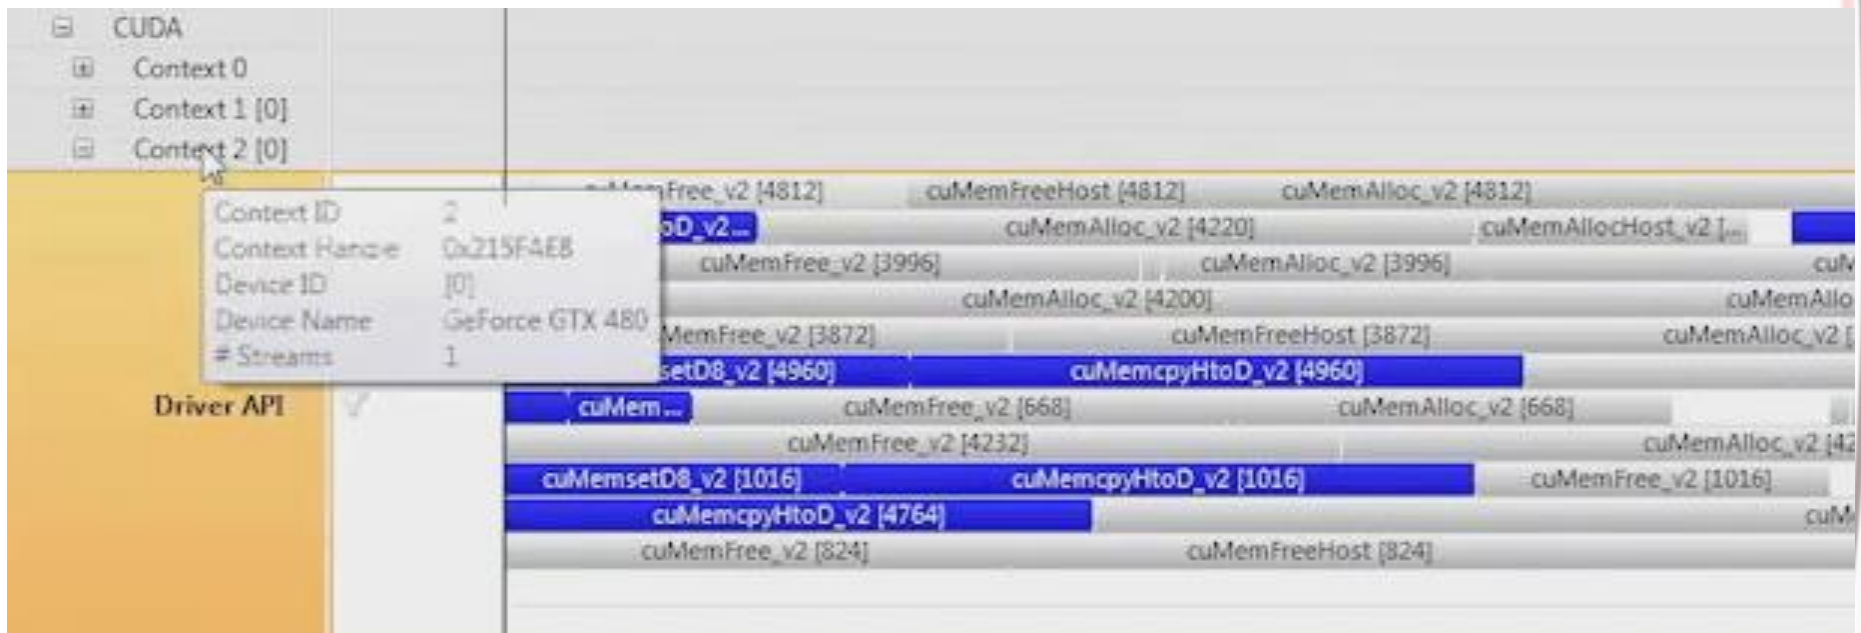 CUDA
Context 0
Context 1 [0]
Context 2 [0]
Context ID 2
Context Handle 0x215F4E8
Device ID [0]
Device Name GeForce GTX 480
# Streams 1
Driver API
Free_v2 [4812] cuMemFreeHost [4812] cuMemAlloc_v2 [4812]
oD_v2... cuMemAlloc_v2 [4220] cuMemAllocHost_v2 [...
cuMemFree_v2 [3996] cuMemAlloc_v2 [3996] cuM
cuMemAlloc_v2 [4200] cuMemAllo
MemFree_v2 [3872] cuMemFreeHost [3872] cuMemAlloc_v2 [
setD8_v2 [4960] cuMemcpyHtoD_v2 [4960]
cuMem... cuMemFree_v2 [668] cuMemAlloc_v2 [668]
cuMemFree_v2 [4232] cuMemAlloc_v2 [42
cuMemsetD8_v2 [1016] cuMemcpyHtoD_v2 [1016] cuMemFree_v2 [1016]
cuMemcpyHtoD_v2 [4764] cuM
cuMemFree_v2 [824] cuMemFreeHost [824]